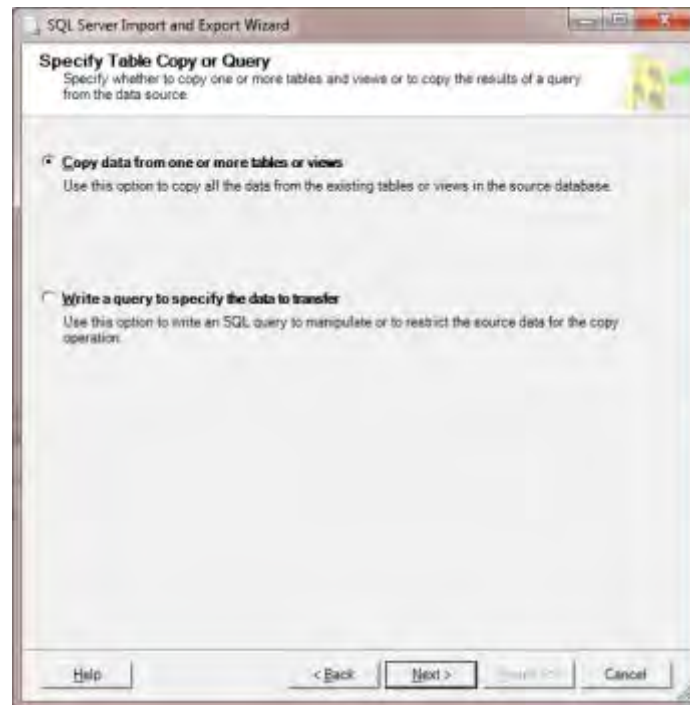 SQL Server Import and Export Wizard
Specify Table Copy or Query
Specify whether to copy one or more tables and views or to copy the results of a query
from the data source.
Copy data from one or more tables or views
Use this option to copy all the data from the existing tables or views in the source database.
Write a query to specify the data to transfer
Use this option to write an SQL query to manipulate or to restrict the source data for the copy
operation.
Help
< Back
Next >
Cancel